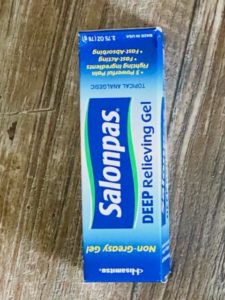 Salonpas®
DEEP Relieving Gel
TOPICAL ANALGESIC
• 3 Powerful Pain
Fighting Ingredients
• Fast-Acting
• Fast-Absorbing
2.75 OZ (78 g)
MADE IN USA
Non-Greasy Gel
Hisamitsu®